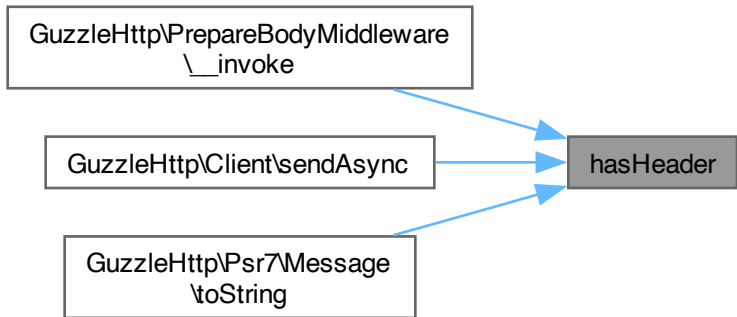 GuzzleHttp\PrepareBodyMiddleware
\__invoke
GuzzleHttp\Client\sendAsync
hasHeader
GuzzleHttp\Psr7\Message
\toString